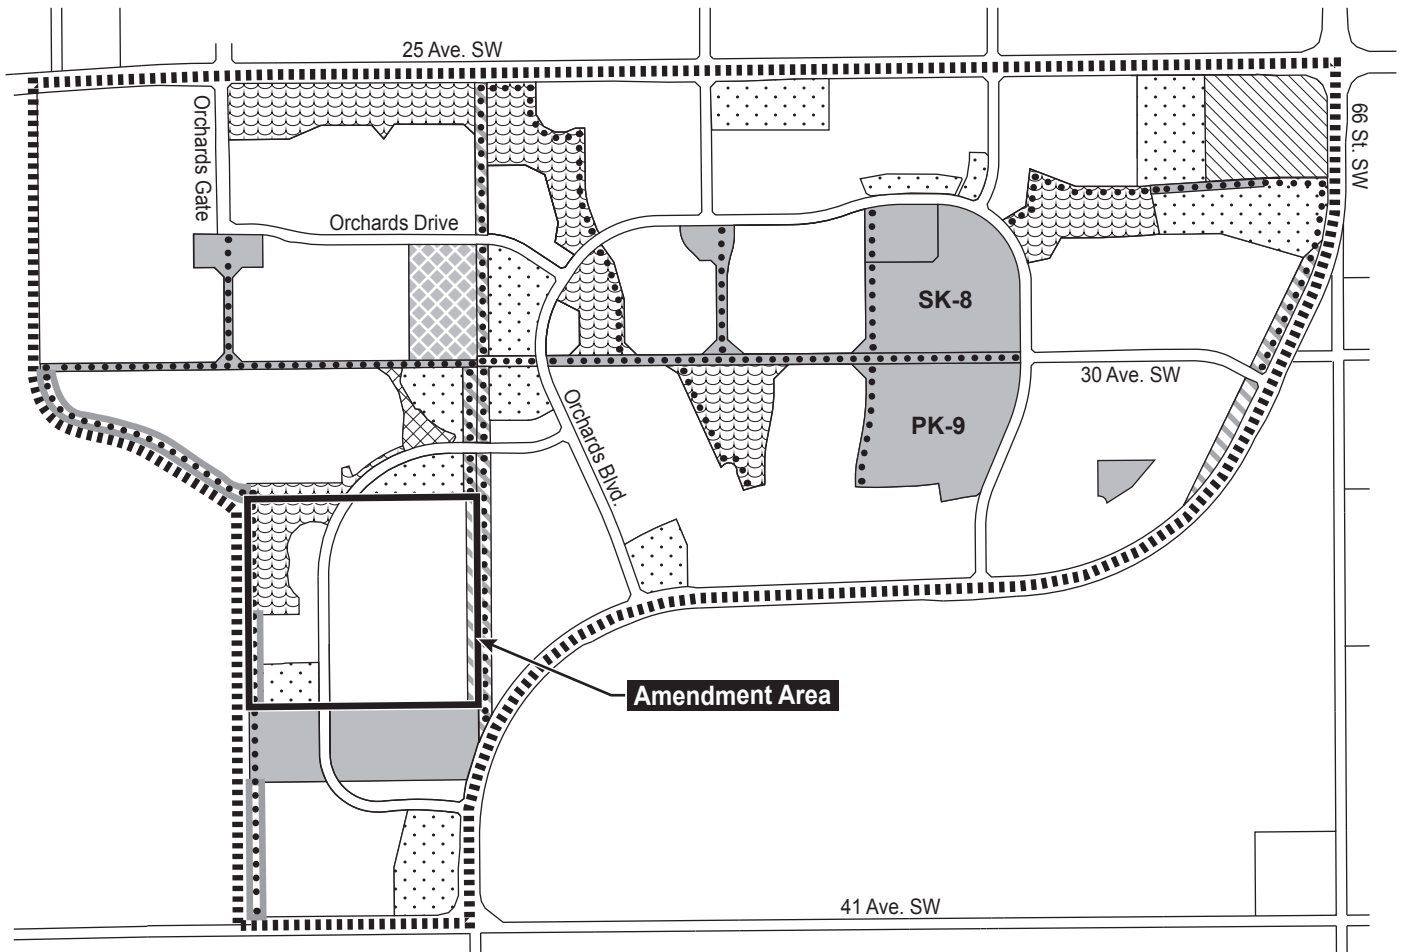 25 Ave. SW
Orchards Gate
66 St. SW
Orchards Drive
SK-8
30 Ave. SW
Orchards Blvd.
PK-9
Amendment Area
41 Ave. SW